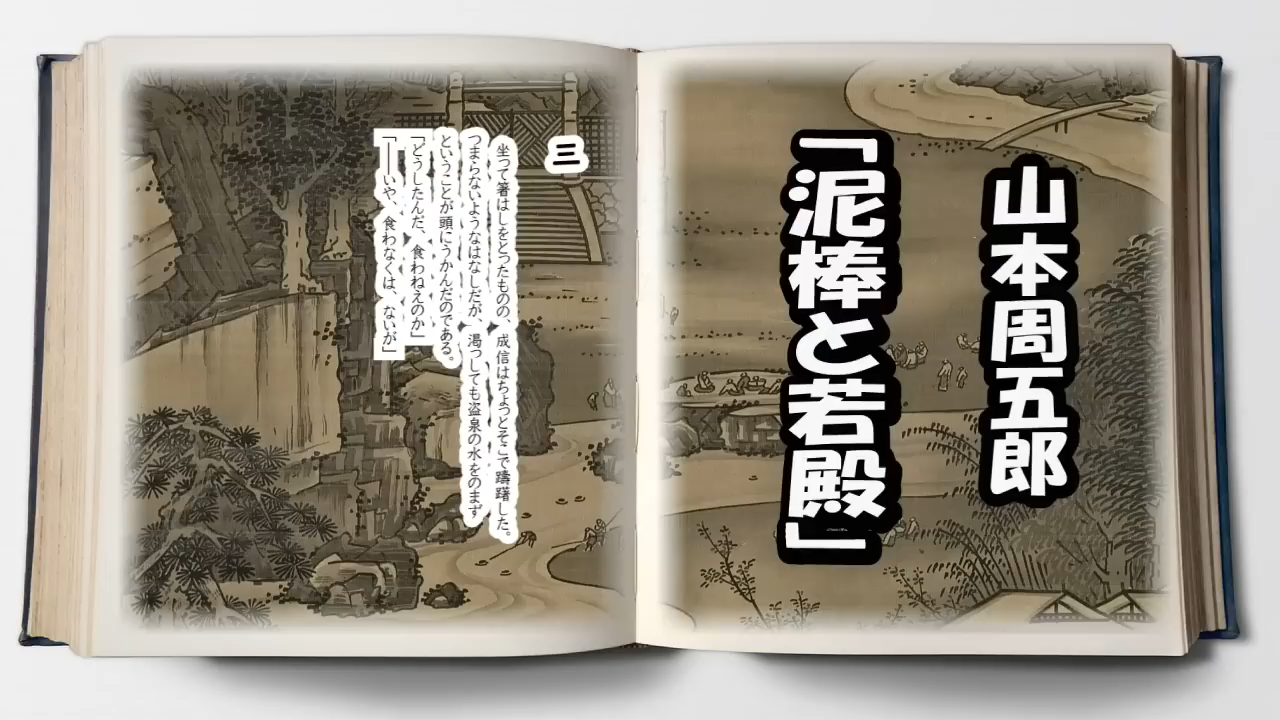 山本周五郎
「泥棒と若殿」
三
坐って箸はしをとったものの、成信はちょっとそこで躊躇した。
つまらないようなはなしだが、渇っしても盗泉の水をのまず
ということが頭にうかんだのである。
「どうしたんだ、食わねえのか」
「――いや、食わなくは、ないが」